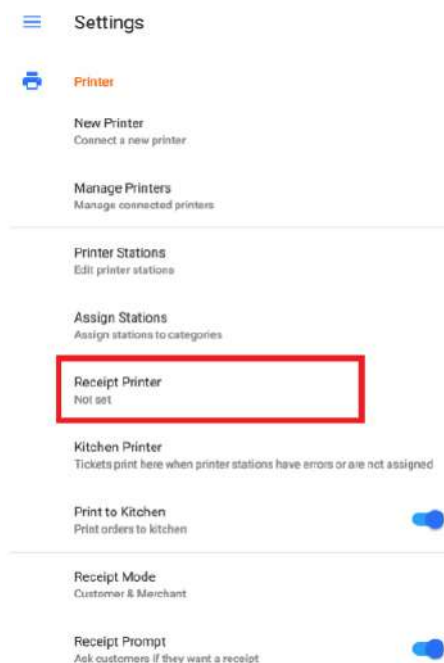 Settings
Printer
New Printer
Connect a new printer
Manage Printers
Manage connected printers
Printer Stations
Edit printer stations
Assign Stations
Assign stations to categories
Receipt Printer
Not set
Kitchen Printer
Tickets print here when printer stations have errors or are not assigned
Print to Kitchen
Print orders to kitchen
Receipt Mode
Customer & Merchant
Receipt Prompt
Ask customers if they want a receipt